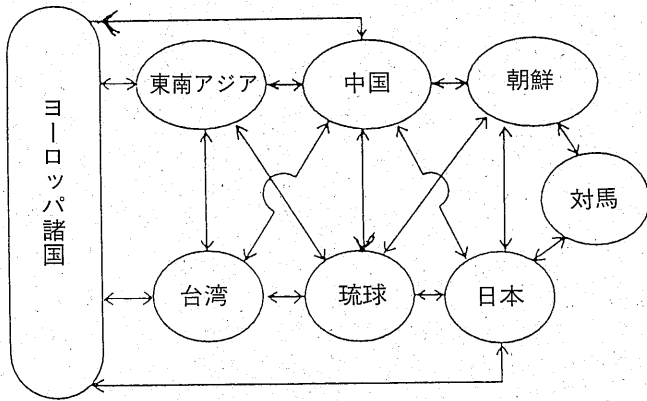 ヨーロッパ諸国
東南アジア
中国
朝鮮
対馬
台湾
琉球
日本